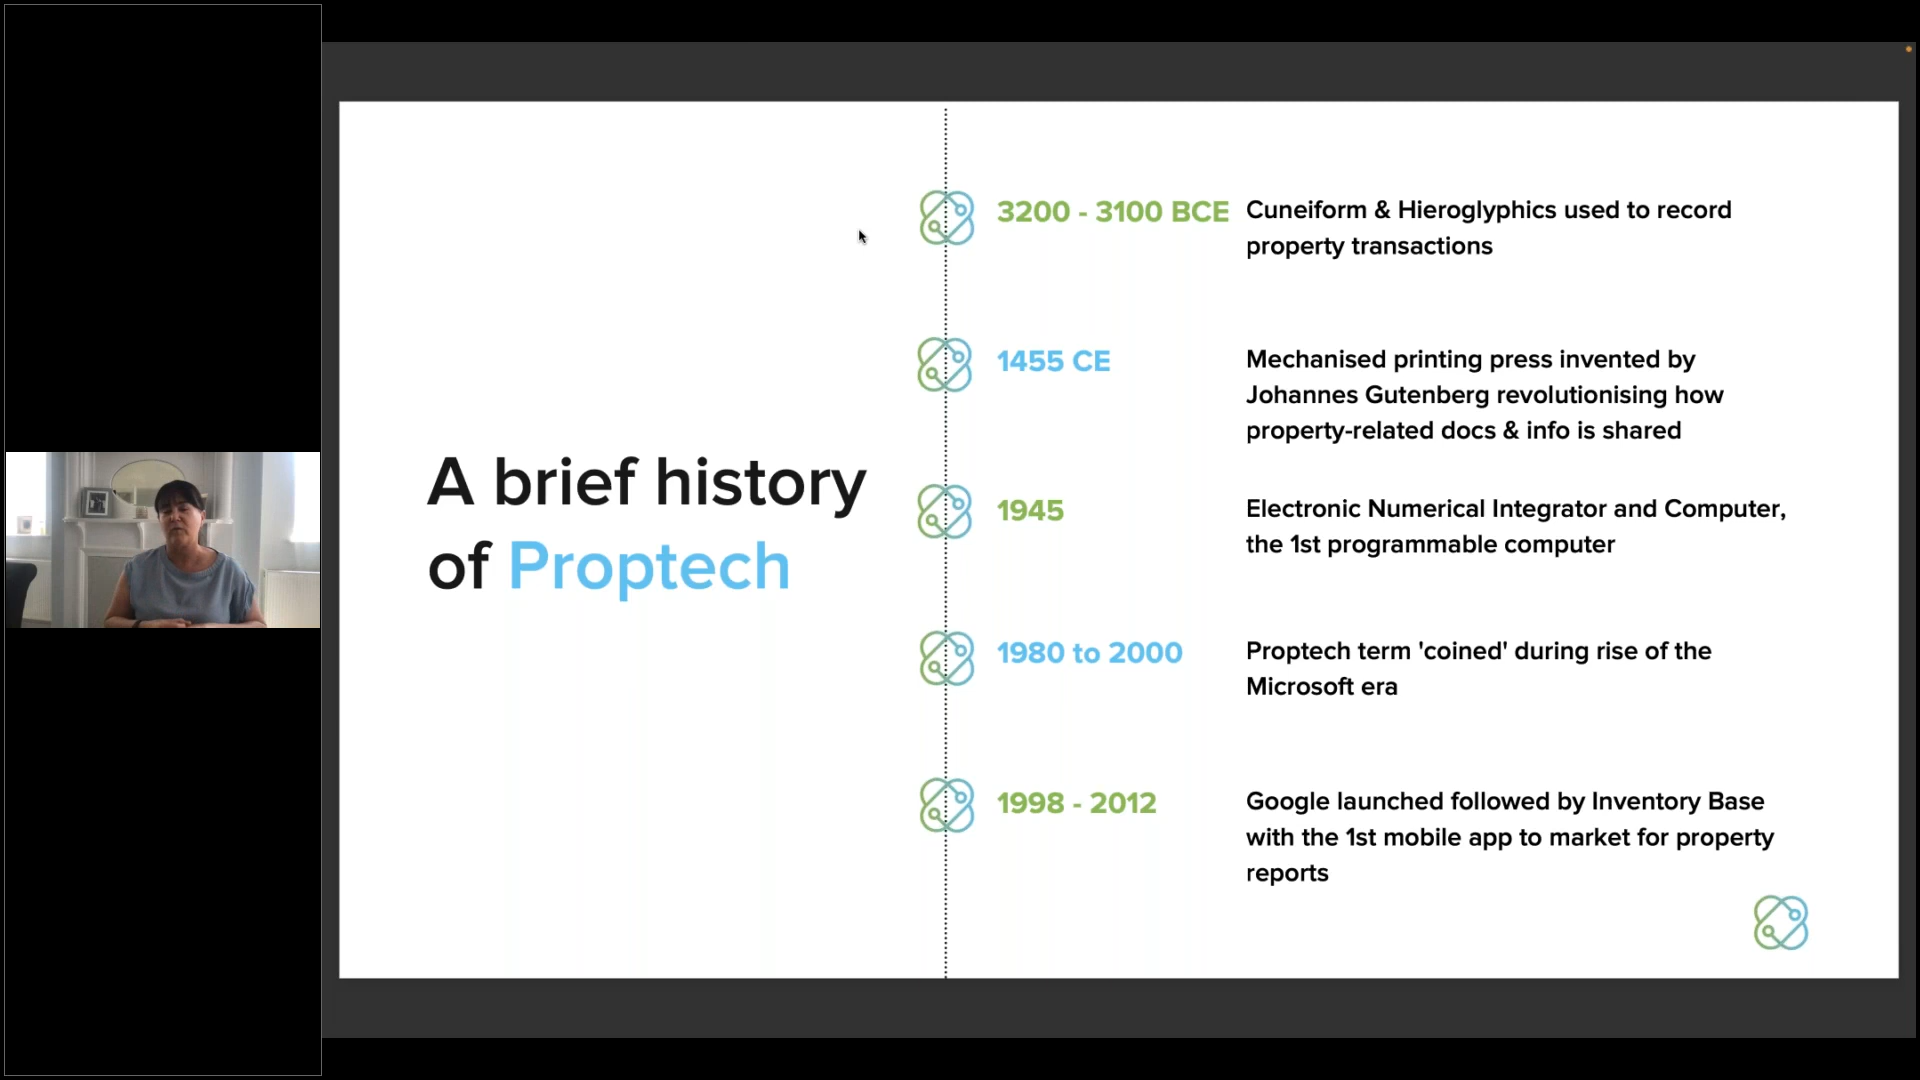 A brief history
of Proptech
3200 - 3100 BCE
Cuneiform & Hieroglyphics used to record
property transactions
1455 CE
Mechanised printing press invented by
Johannes Gutenberg revolutionising how
property-related docs & info is shared
1945
Electronic Numerical Integrator and Computer,
the 1st programmable computer
1980 to 2000
Proptech term 'coined' during rise of the
Microsoft era
1998 - 2012
Google launched followed by Inventory Base
with the 1st mobile app to market for property
reports